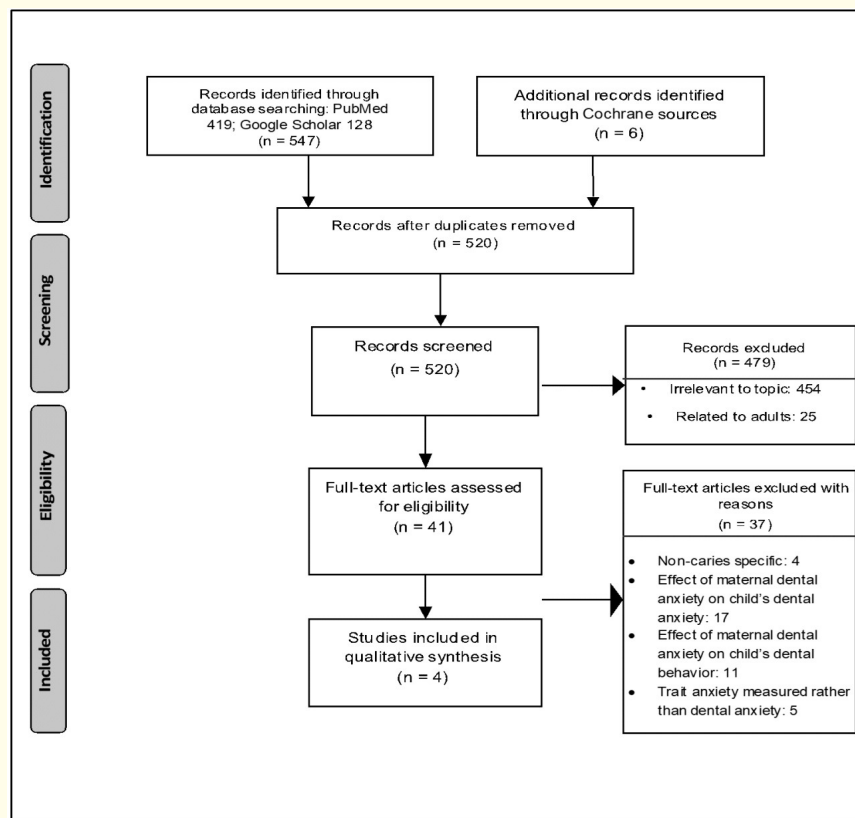 Identification
Records identified through
database searching: PubMed
419; Google Scholar 128
(n = 547)
Additional records identified
through Cochrane sources
(n = 6)
Records after duplicates removed
(n = 520)
Screening
Records screened
(n = 520)
Records excluded
(n = 479)
• Irrelevant to topic: 454
• Related to adults: 25
Eligibility
Full-text articles assessed
for eligibility
(n = 41)
Full-text articles excluded with
reasons
(n = 37)
• Non-caries specific: 4
• Effect of maternal dental
anxiety on child's dental
anxiety: 17
• Effect of maternal dental
anxiety on child's dental
behavior: 11
• Trait anxiety measured rather
than dental anxiety: 5
Included
Studies included in
qualitative synthesis
(n = 4)